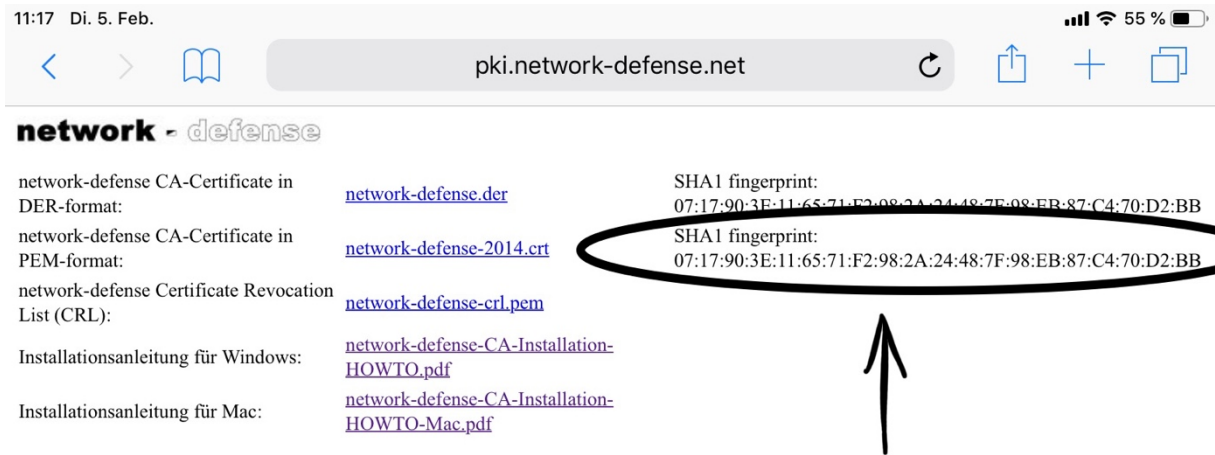 11:17 Di. 5. Feb.
55 %
pki.network-defense.net
network - defense
network-defense CA-Certificate in
DER-format:
network-defense.der
SHA1 fingerprint:
07:17:90:3E:11:65:71:F2:98:2A:24:48:7F:98:EB:87:C4:70:D2:BB
network-defense CA-Certificate in
PEM-format:
network-defense-2014.crt
SHA1 fingerprint:
07:17:90:3E:11:65:71:F2:98:2A:24:48:7F:98:EB:87:C4:70:D2:BB
network-defense Certificate Revocation
List (CRL):
network-defense-crl.pem
Installationsanleitung für Windows:
network-defense-CA-Installation-
HOWTO.pdf
Installationsanleitung für Mac:
network-defense-CA-Installation-
HOWTO-Mac.pdf